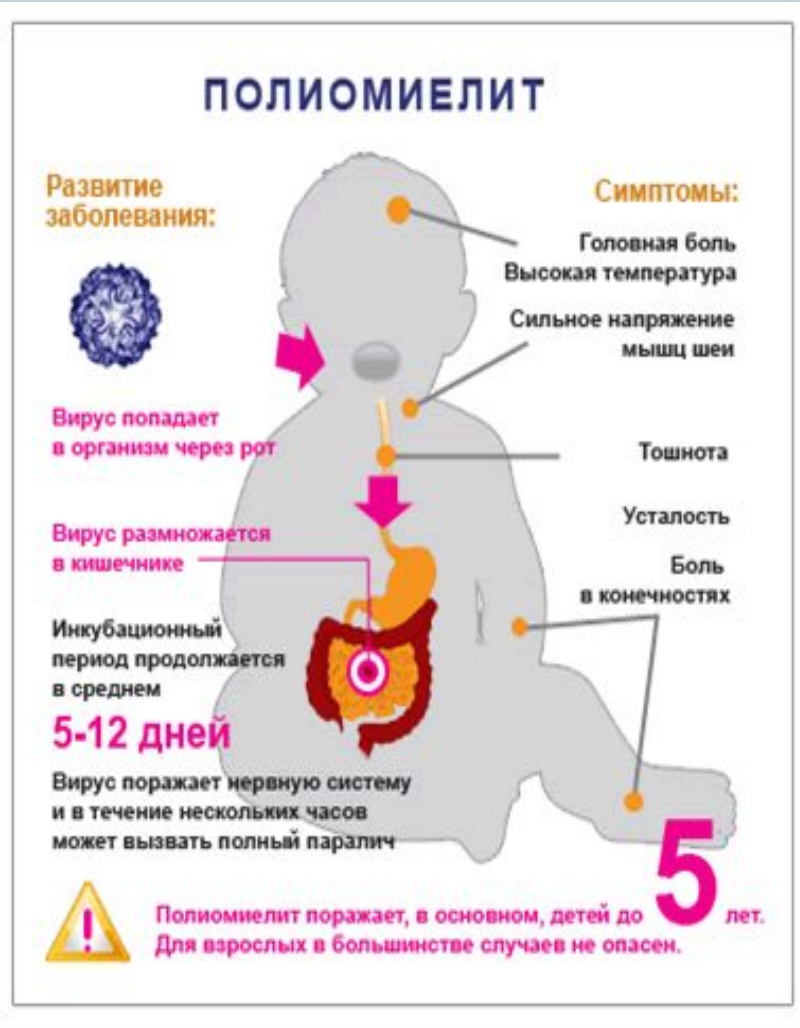 ПОЛИОМИЕЛИТ
Развитие
заболевания:
Вирус попадает
в организм через рот
Вирус размножается
в кишечнике
Инкубационный
период продолжается
в среднем
5-12 дней
Вирус поражает нервную систему
и в течение нескольких часов
может вызвать полный паралич
Симптомы:
Головная боль
Высокая температура
Сильное напряжение
мышц шеи
Тошнота
Усталость
Боль
в конечностях
Полиомиелит поражает, в основном, детей до 5 лет.
Для взрослых в большинстве случаев не опасен.